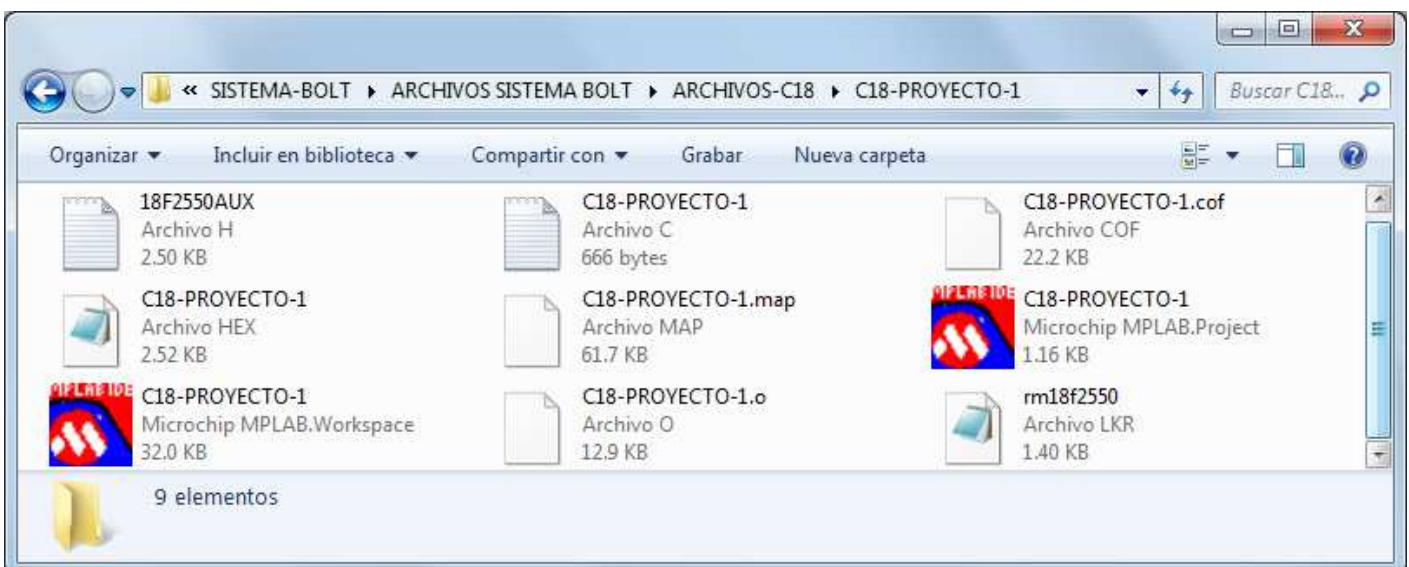 « SISTEMA-BOLT ▸ ARCHIVOS SISTEMA BOLT ▸ ARCHIVOS-C18 ▸ C18-PROYECTO-1
Buscar C18...
Organizar Incluir en biblioteca Compartir con Grabar Nueva carpeta
18F2550AUX
Archivo H
2.50 KB
C18-PROYECTO-1
Archivo C
666 bytes
C18-PROYECTO-1.cof
Archivo COF
22.2 KB
C18-PROYECTO-1
Archivo HEX
2.52 KB
C18-PROYECTO-1.map
Archivo MAP
61.7 KB
MPLAB IDE
C18-PROYECTO-1
Microchip MPLAB.Project
1.16 KB
MPLAB IDE
C18-PROYECTO-1
Microchip MPLAB.Workspace
32.0 KB
C18-PROYECTO-1.o
Archivo O
12.9 KB
rm18f2550
Archivo LKR
1.40 KB
9 elementos